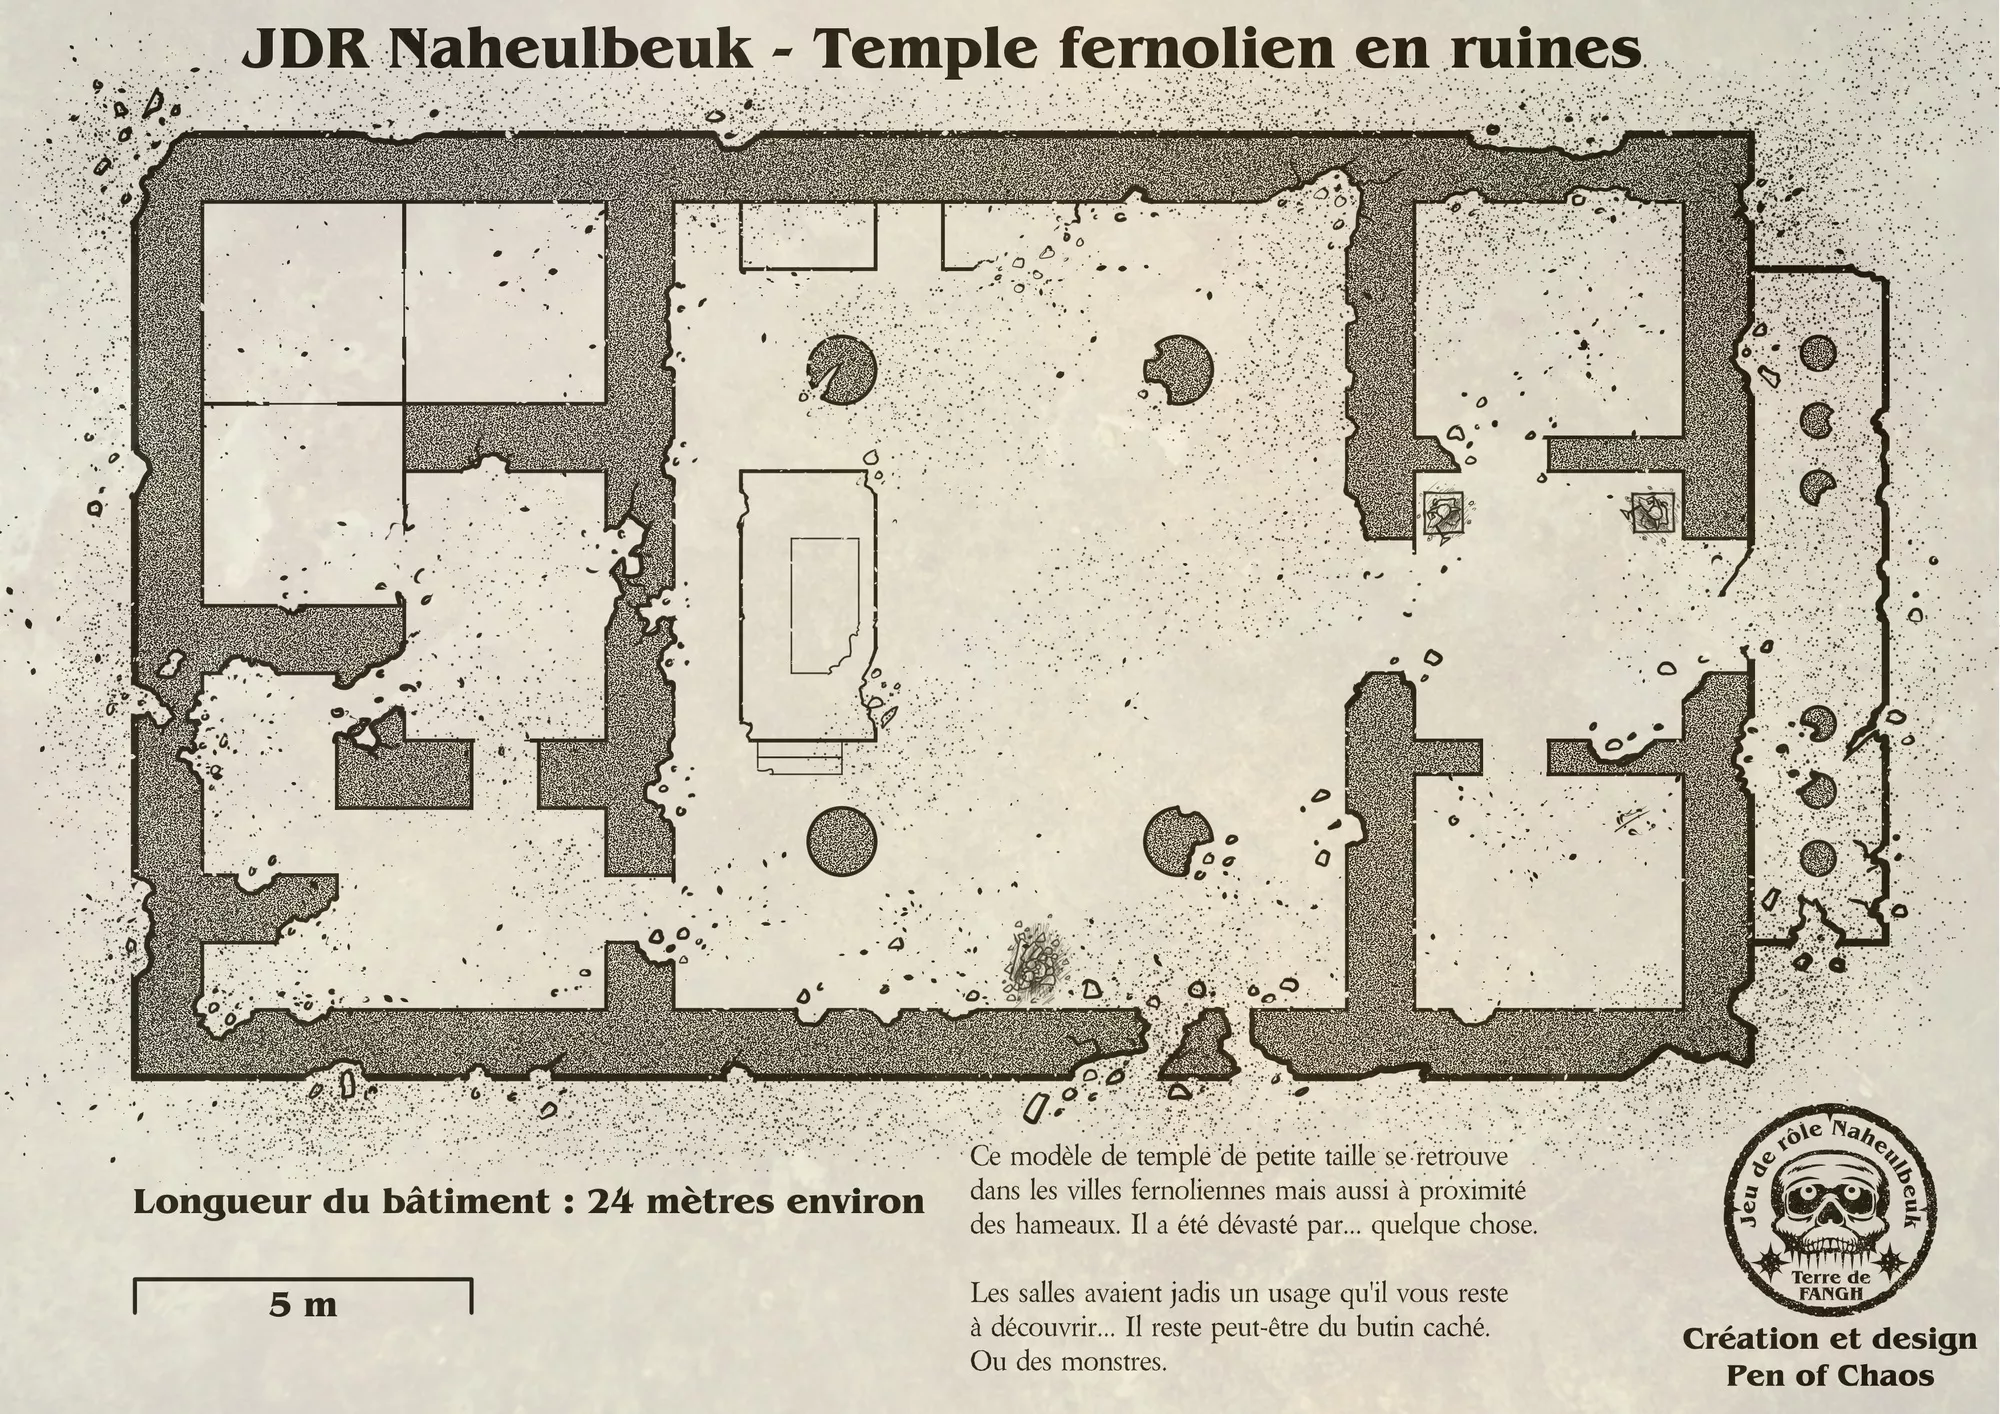 JDR Naheulbeuk - Temple fernolien en ruines
Longueur du bâtiment : 24 mètres environ
5 m
Ce modèle de temple de petite taille se retrouve
dans les villes fernoliennes mais aussi à proximité
des hameaux. Il a été dévasté par... quelque chose.
Les salles avaient jadis un usage qu'il vous reste
à découvrir... Il reste peut-être du butin caché.
Ou des monstres.
Jeu de rôle Naheulbeuk
Terre de
FANGH
Création et design
Pen of Chaos